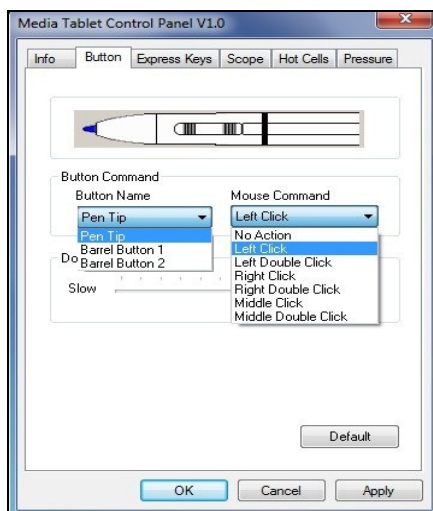 Media Tablet Control Panel V1.0
Info Button Express Keys Scope Hot Cells Pressure
Button Command
Button Name Mouse Command
Pen Tip Left Click
Pen Tip No Action
Barrel Button 1 Left Click
Barrel Button 2 Left Double Click
Do Right Click
Slow Right Double Click
Middle Click
Middle Double Click
Default
OK Cancel Apply